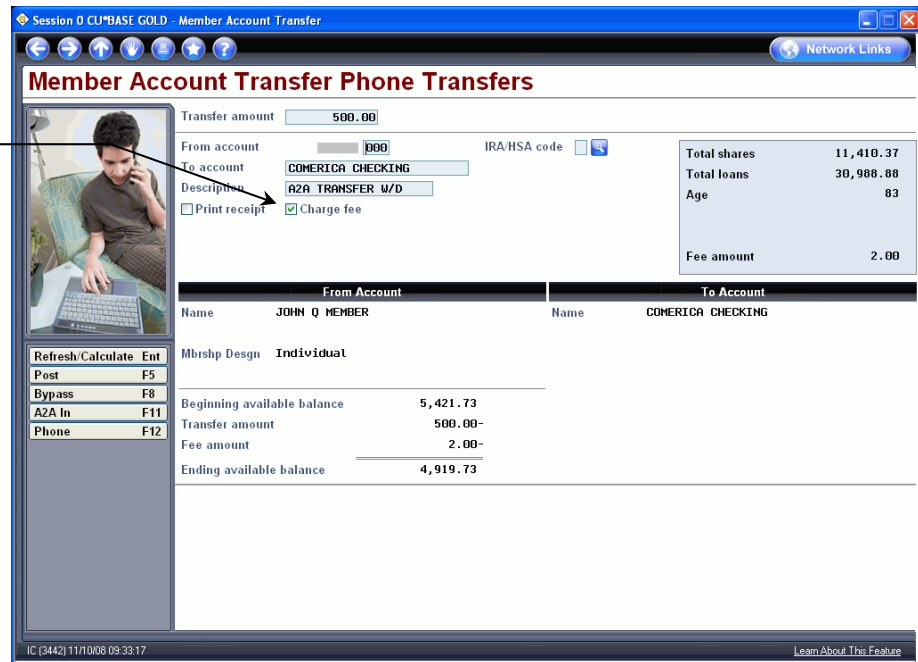 Session 0 CU*BASE GOLD - Member Account Transfer
Network Links
Member Account Transfer Phone Transfers
Transfer amount 500.00
From account 000 IRA/HSA code
To account COMERICA CHECKING
Description A2A TRANSFER W/D
Print receipt Charge fee
Total shares 11,410.37
Total loans 30,988.88
Age 83
Fee amount 2.00
From Account To Account
Name JOHN Q MEMBER Name COMERICA CHECKING
Mbrshp Desgn Individual
Beginning available balance 5,421.73
Transfer amount 500.00-
Fee amount 2.00-
Ending available balance 4,919.73
Refresh/Calculate Ent
Post F5
Bypass F8
A2A In F11
Phone F12
IC (3442) 11/10/08 09:33:17
Learn About This Feature